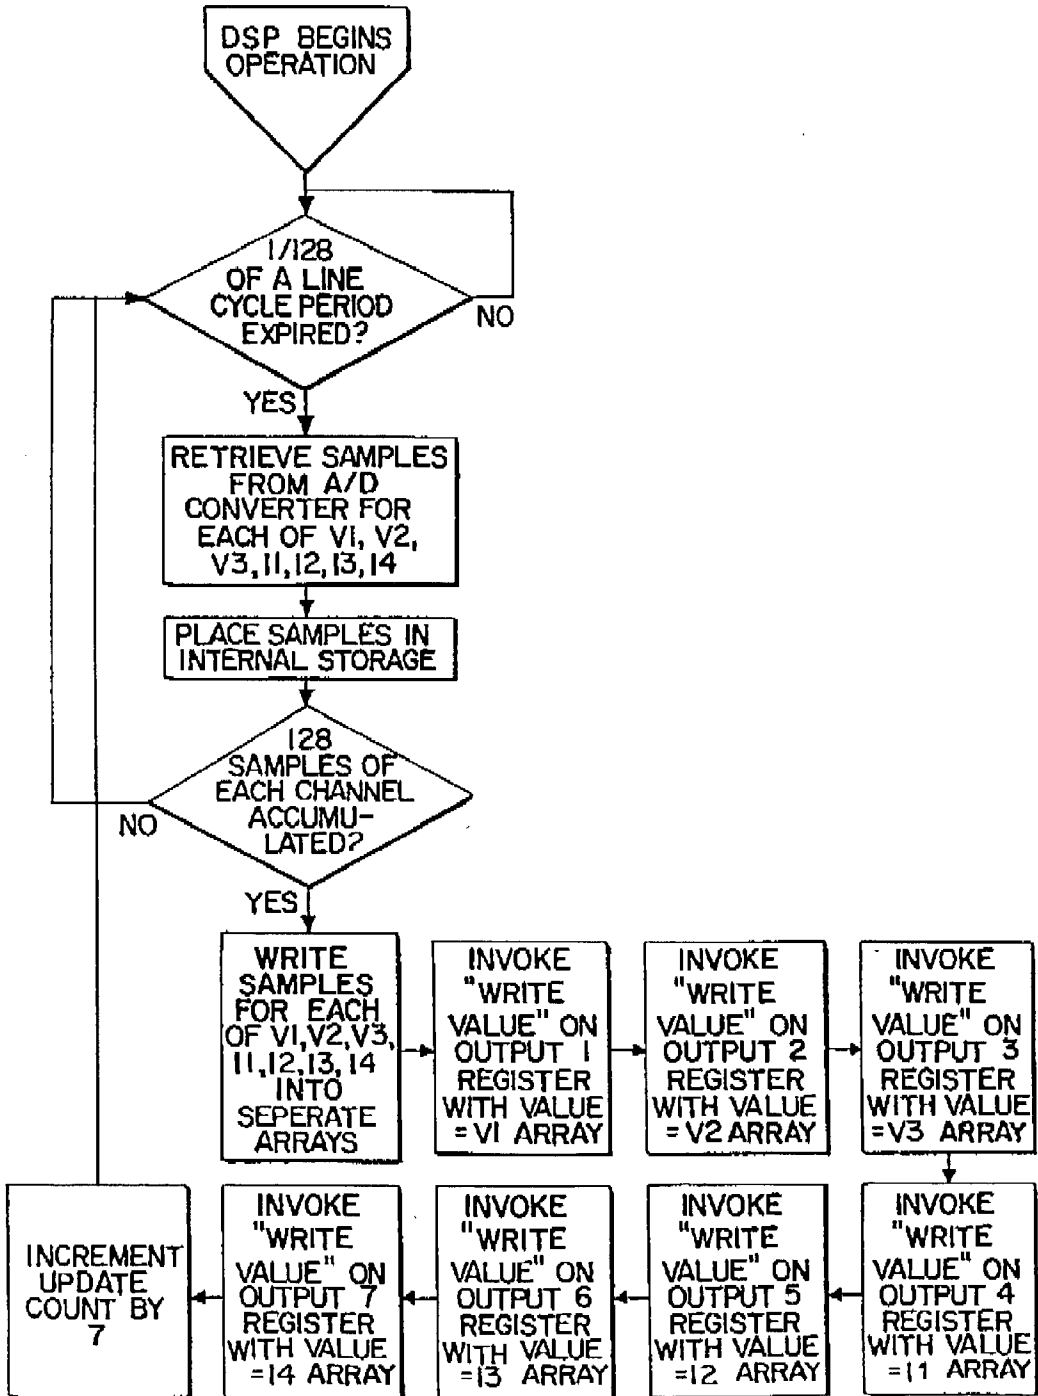 DSP BEGINS
OPERATION
1/128
OF A LINE
CYCLE PERIOD
EXPIRED?
NO
YES
RETRIEVE SAMPLES
FROM A/D
CONVERTER FOR
EACH OF V1, V2,
V3, I1, I2, I3, I4
PLACE SAMPLES IN
INTERNAL STORAGE
128
SAMPLES OF
EACH CHANNEL
ACCUMU-
LATED?
NO
YES
WRITE
SAMPLES
FOR EACH
OF V1,V2,V3,
I1,I2,I3,I4
INTO
SEPERATE
ARRAYS
INVOKE
"WRITE
VALUE" ON
OUTPUT 1
REGISTER
WITH VALUE
=V1 ARRAY
INVOKE
"WRITE
VALUE" ON
OUTPUT 2
REGISTER
WITH VALUE
=V2 ARRAY
INVOKE
"WRITE
VALUE" ON
OUTPUT 3
REGISTER
WITH VALUE
=V3 ARRAY
INVOKE
"WRITE
VALUE" ON
OUTPUT 4
REGISTER
WITH VALUE
=I1 ARRAY
INVOKE
"WRITE
VALUE" ON
OUTPUT 5
REGISTER
WITH VALUE
=I2 ARRAY
INVOKE
"WRITE
VALUE" ON
OUTPUT 6
REGISTER
WITH VALUE
=I3 ARRAY
INVOKE
"WRITE
VALUE" ON
OUTPUT 7
REGISTER
WITH VALUE
=I4 ARRAY
INCREMENT
UPDATE
COUNT BY
7